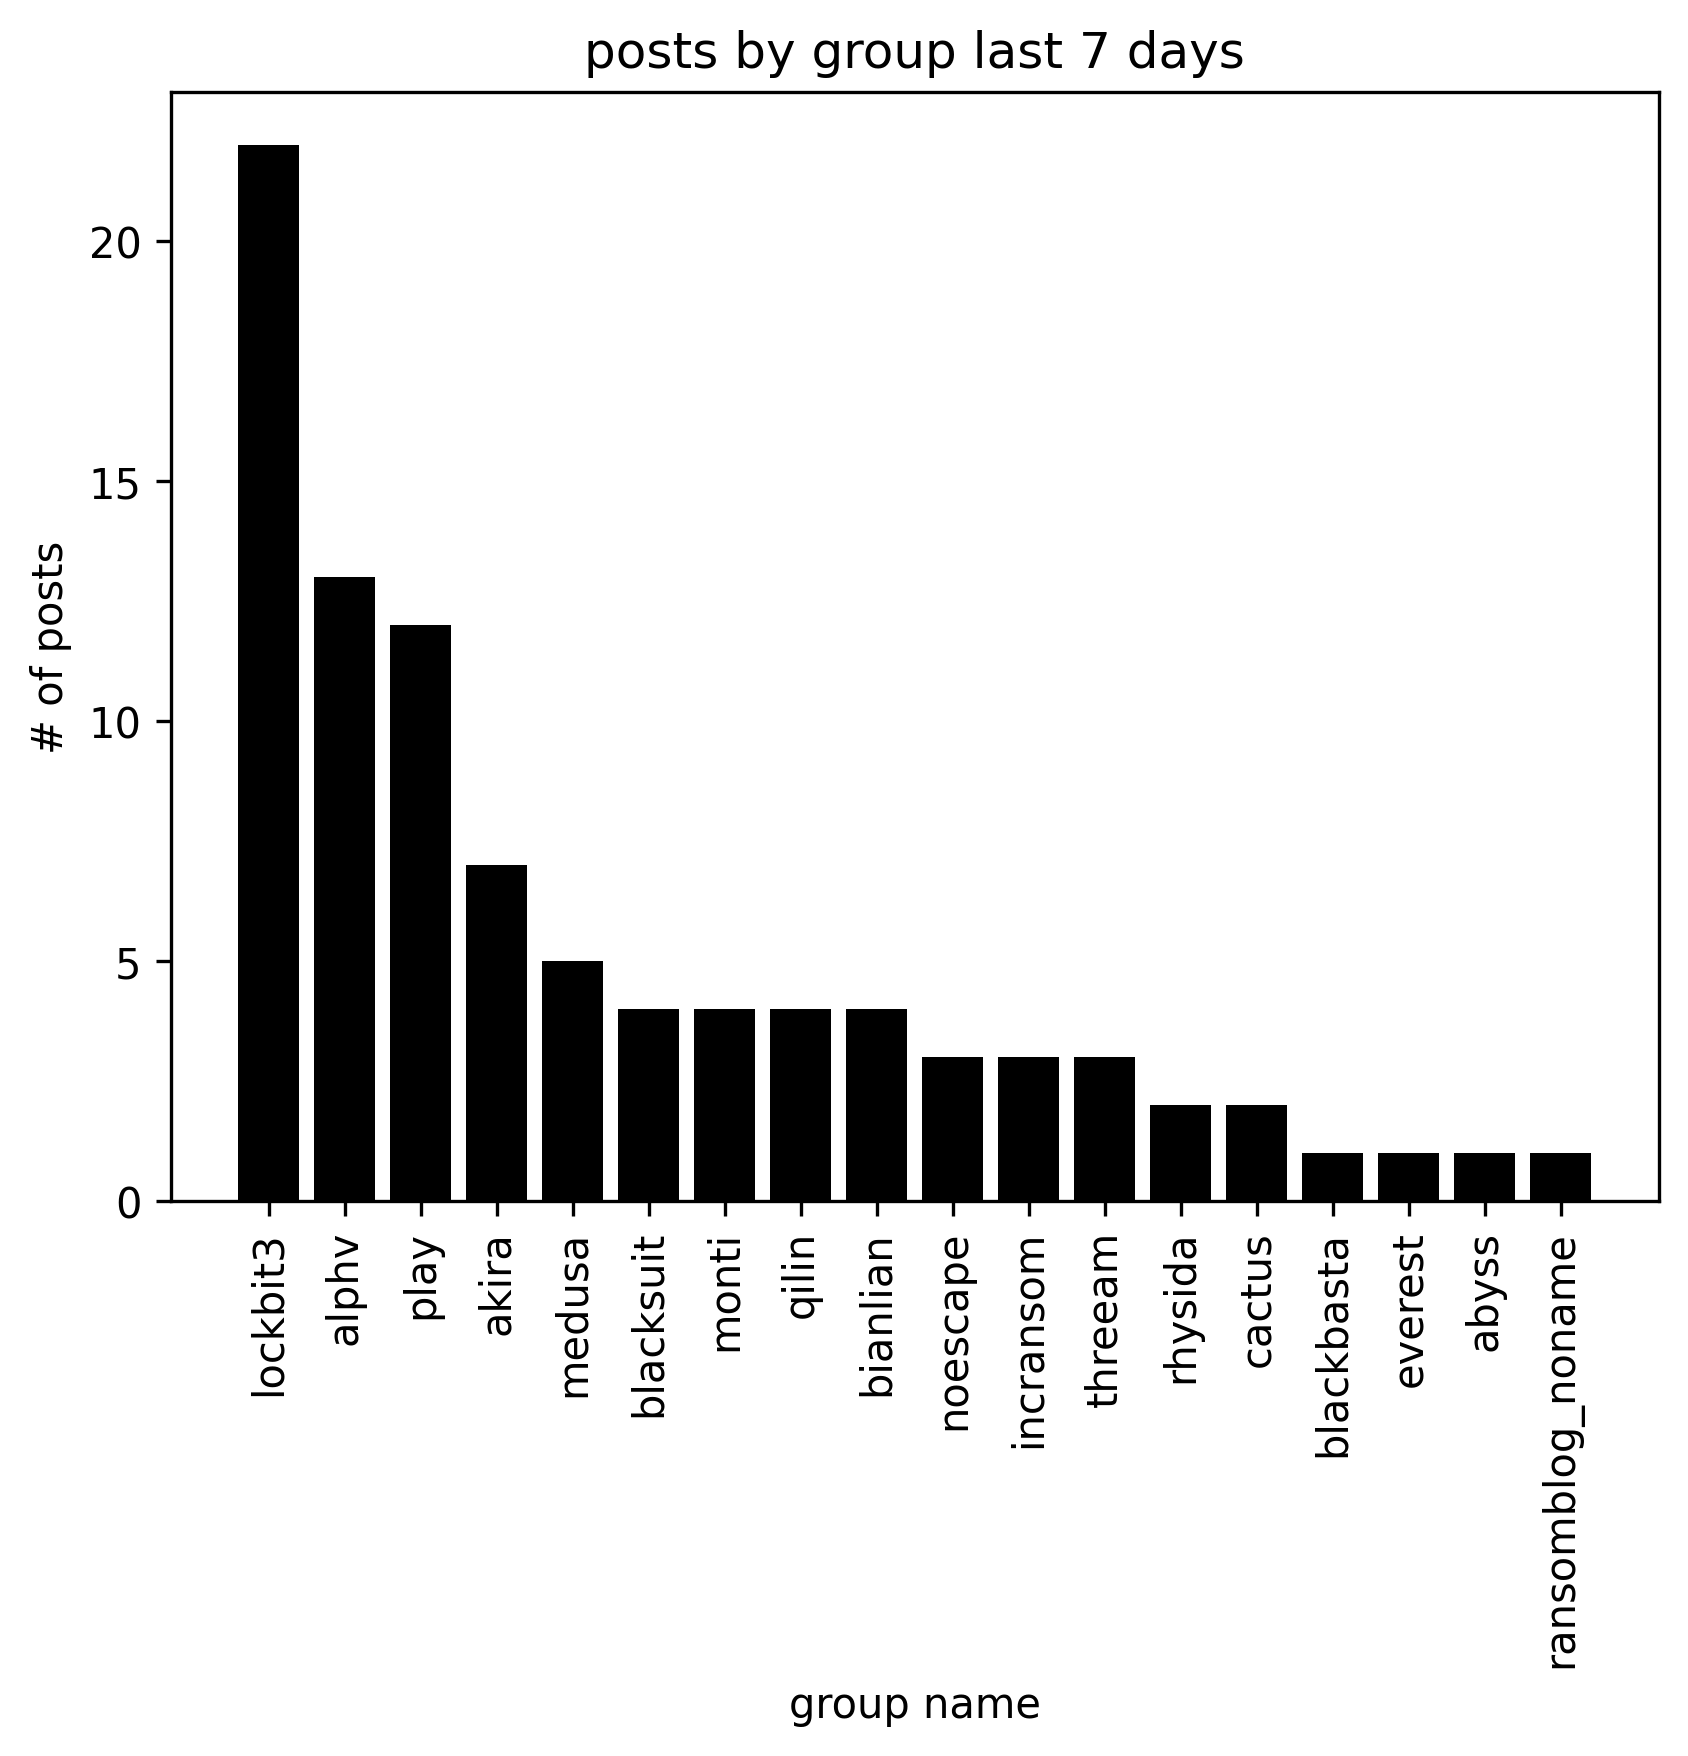 posts by group last 7 days
# of posts
20
15
10
5
0
lockbit3
alphv
play
akira
medusa
blacksuit
monti
qilin
bianlian
noescape
incransom
threeam
rhysida
cactus
blackbasta
everest
abyss
ransomblog_noname
group name